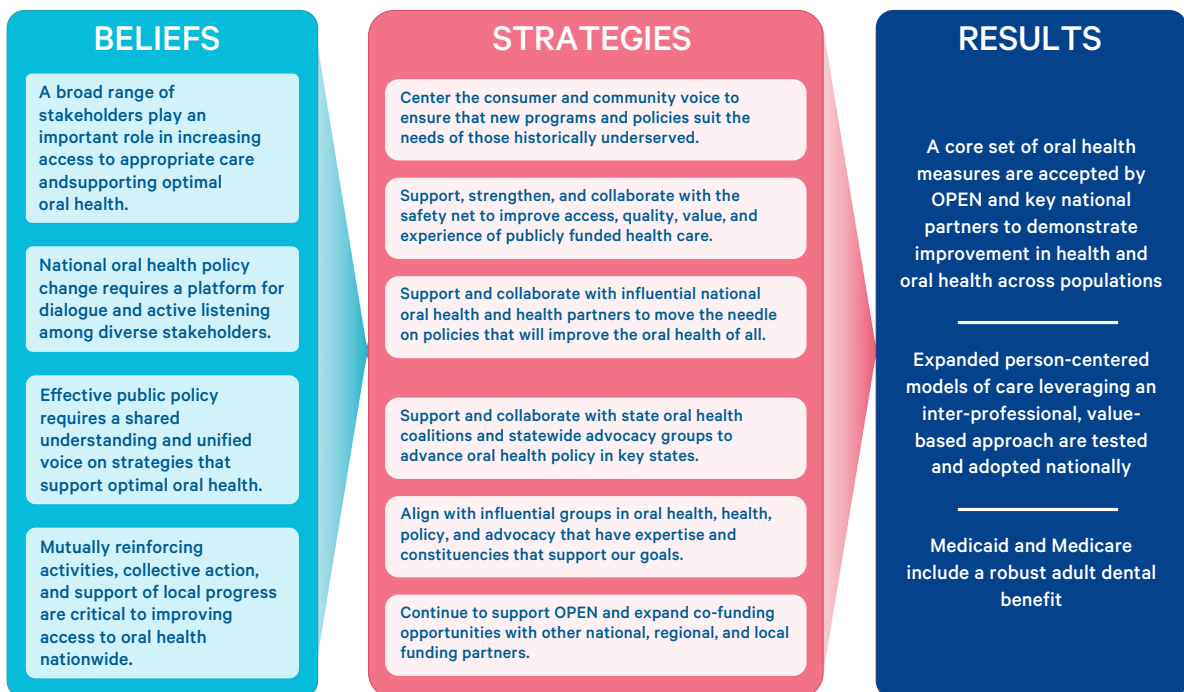 BELIEFS
A broad range of
stakeholders play an
important role in increasing
access to appropriate care
andsupporting optimal
oral health.
National oral health policy
change requires a platform for
dialogue and active listening
among diverse stakeholders.
Effective public policy
requires a shared
understanding and unified
voice on strategies that
support optimal oral health.
Mutually reinforcing
activities, collective action,
and support of local progress
are critical to improving
access to oral health
nationwide.
STRATEGIES
Center the consumer and community voice to
ensure that new programs and policies suit the
needs of those historically underserved.
Support, strengthen, and collaborate with the
safety net to improve access, quality, value, and
experience of publicly funded health care.
Support and collaborate with influential national
oral health and health partners to move the needle
on policies that will improve the oral health of all.
Support and collaborate with state oral health
coalitions and statewide advocacy groups to
advance oral health policy in key states.
Align with influential groups in oral health, health,
policy, and advocacy that have expertise and
constituencies that support our goals.
Continue to support OPEN and expand co-funding
opportunities with other national, regional, and local
funding partners.
RESULTS
A core set of oral health
measures are accepted by
OPEN and key national
partners to demonstrate
improvement in health and
oral health across populations
Expanded person-centered
models of care leveraging an
inter-professional, value-
based approach are tested
and adopted nationally
Medicaid and Medicare
include a robust adult dental
benefit